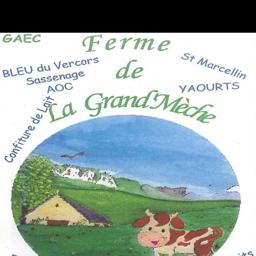 GAEC
Ferme
de
La Grand'Mèche
BLEU du Vercors
Sassenage
AOC
St Marcellin
YAOURTS
Confiture de Lait